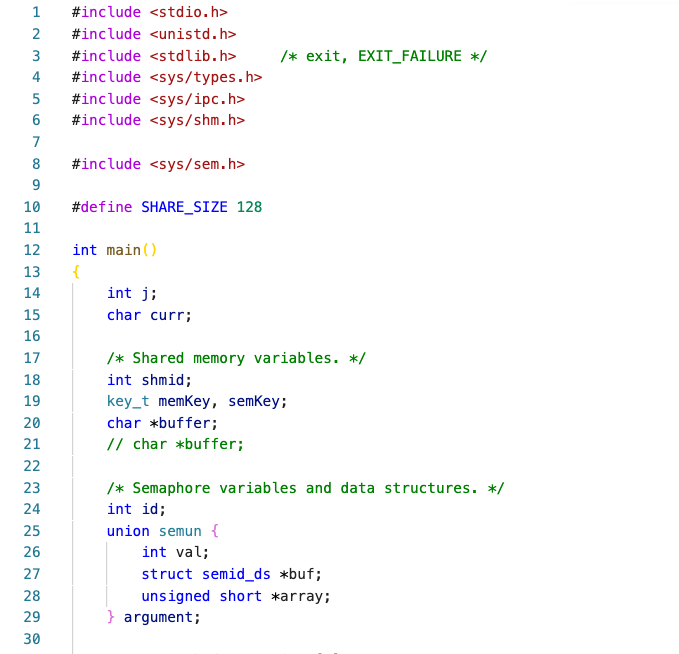 1 #include <stdio.h>
2 #include <unistd.h>
3 #include <stdlib.h>     /* exit, EXIT_FAILURE */
4 #include <sys/types.h>
5 #include <sys/ipc.h>
6 #include <sys/shm.h>
7
8 #include <sys/sem.h>
9
10 #define SHARE_SIZE 128
11
12 int main()
13 {
14     int j;
15     char curr;
16
17     /* Shared memory variables. */
18     int shmid;
19     key_t memKey, semKey;
20     char *buffer;
21     // char *buffer;
22
23     /* Semaphore variables and data structures. */
24     int id;
25     union semun {
26         int val;
27         struct semid_ds *buf;
28         unsigned short *array;
29     } argument;
30